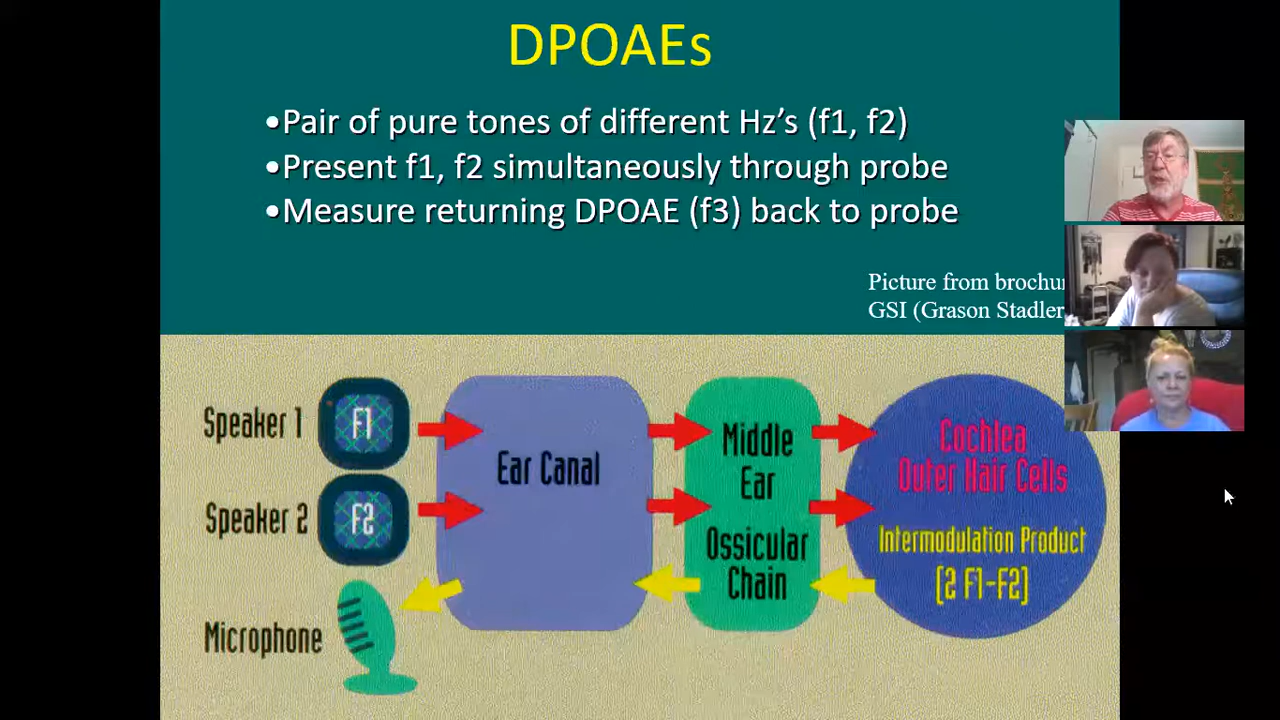 DPOAEs
•Pair of pure tones of different Hz's (f1, f2)
•Present f1, f2 simultaneously through probe
•Measure returning DPOAE (f3) back to probe
Picture from
GSI (Grason Stadler
Speaker 1
F1
Speaker 2
F2
Microphone
Ear Canal
Middle
Ear
Ossicular
Chain
Cochlea
Outer Hair Cells
Intermodulation Product
[2 F1-F2]